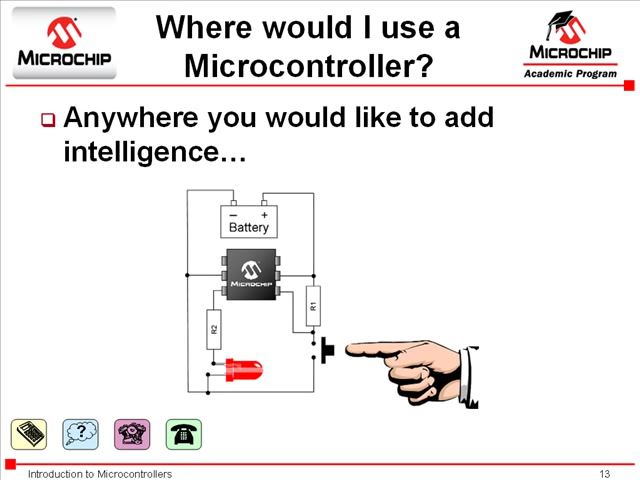 MICROCHIP
Where would I use a
Microcontroller?
MICROCHIP
Academic Program
Anywhere you would like to add
intelligence…
– +
Battery
MICROCHIP
R1
R2
?
Introduction to Microcontrollers
13